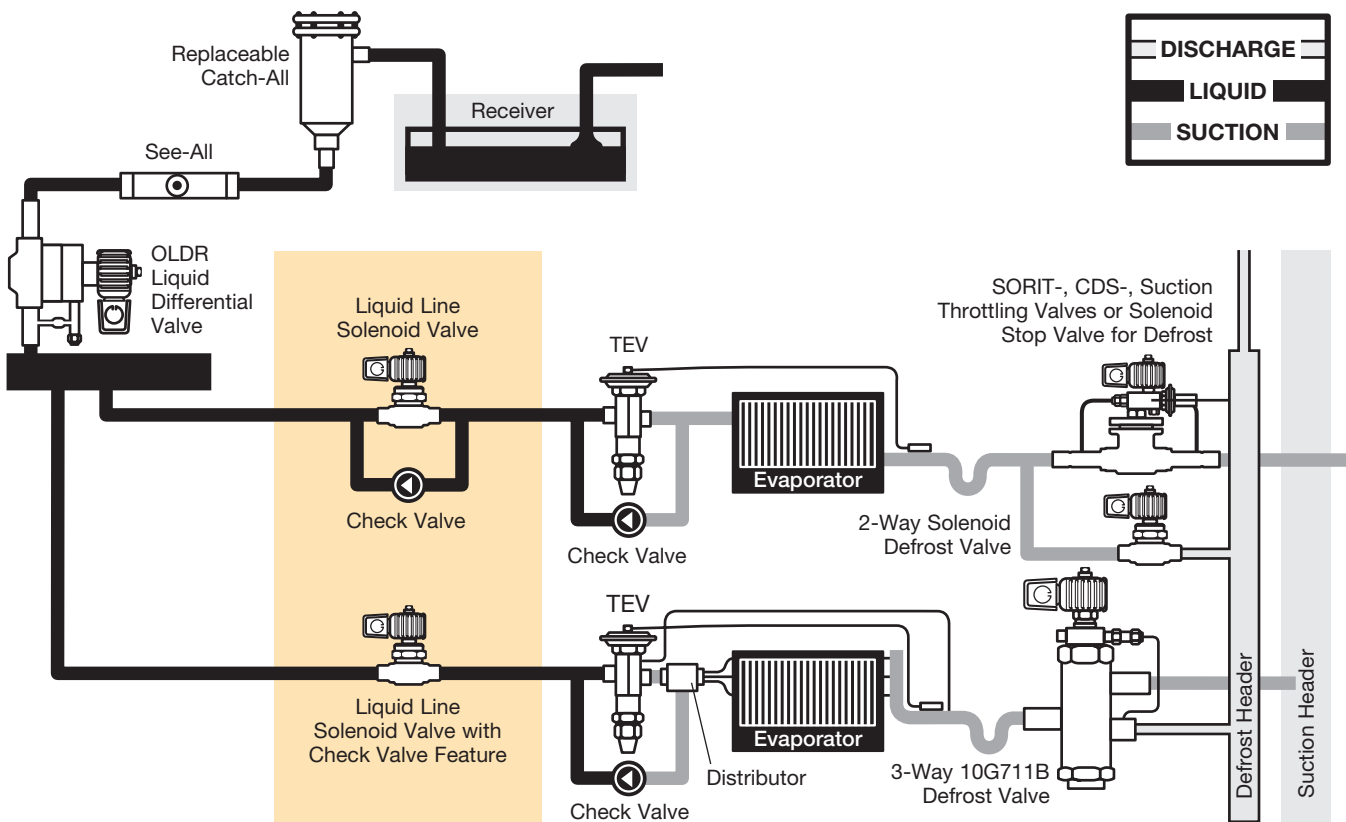 Replaceable
Catch-All
Receiver
DISCHARGE
LIQUID
SUCTION
See-All
OLDR
Liquid
Differential
Valve
Liquid Line
Solenoid Valve
TEV
SORIT-, CDS-, Suction
Throttling Valves or Solenoid
Stop Valve for Defrost
Evaporator
Check Valve
Check Valve
2-Way Solenoid
Defrost Valve
TEV
Liquid Line
Solenoid Valve with
Check Valve Feature
Evaporator
Distributor
Check Valve
3-Way 10G711B
Defrost Valve
Defrost Header
Suction Header